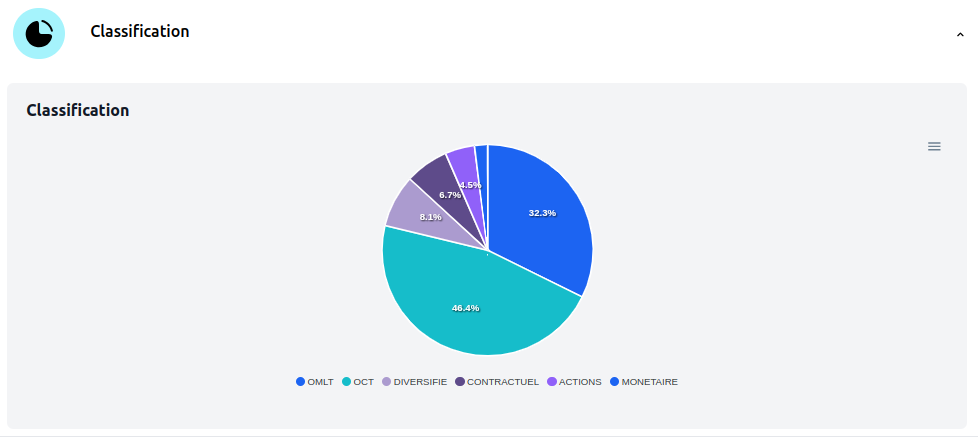 Classification
Classification
4.5%
6.7%
32.3%
8.1%
46.4%
OMLT OCT DIVERSIFIE CONTRACTUEL ACTIONS MONETAIRE